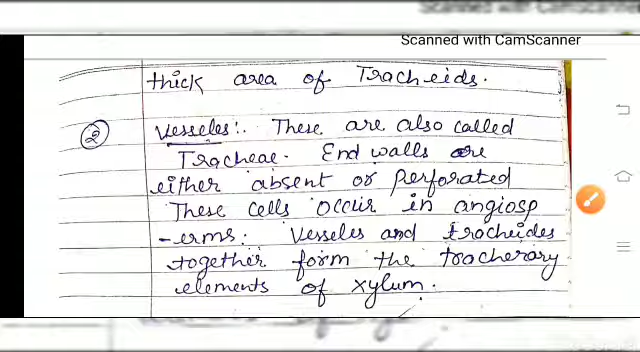 Scanned with CamScanner
thick area of Tracheids.
② Vesseles:. These are also called
Tracheae. End walls are
either absent or perforated
These cells occur in angiosp
-erms. Vesseles and tracheides
together form the tracherary
elements of xylum.